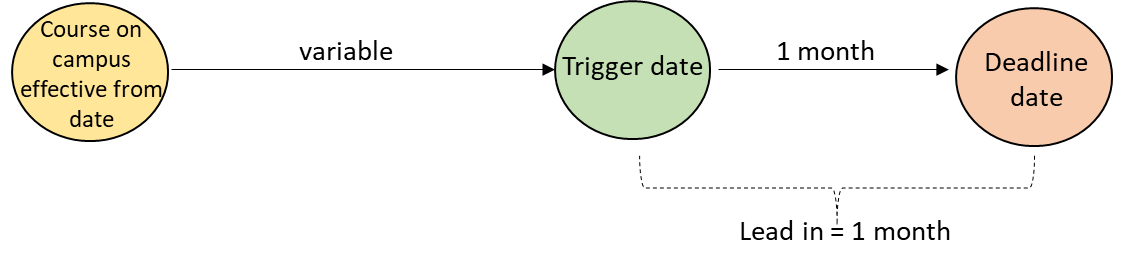 Course on
campus
effective from
date
variable
Trigger date
1 month
Deadline
date
Lead in = 1 month